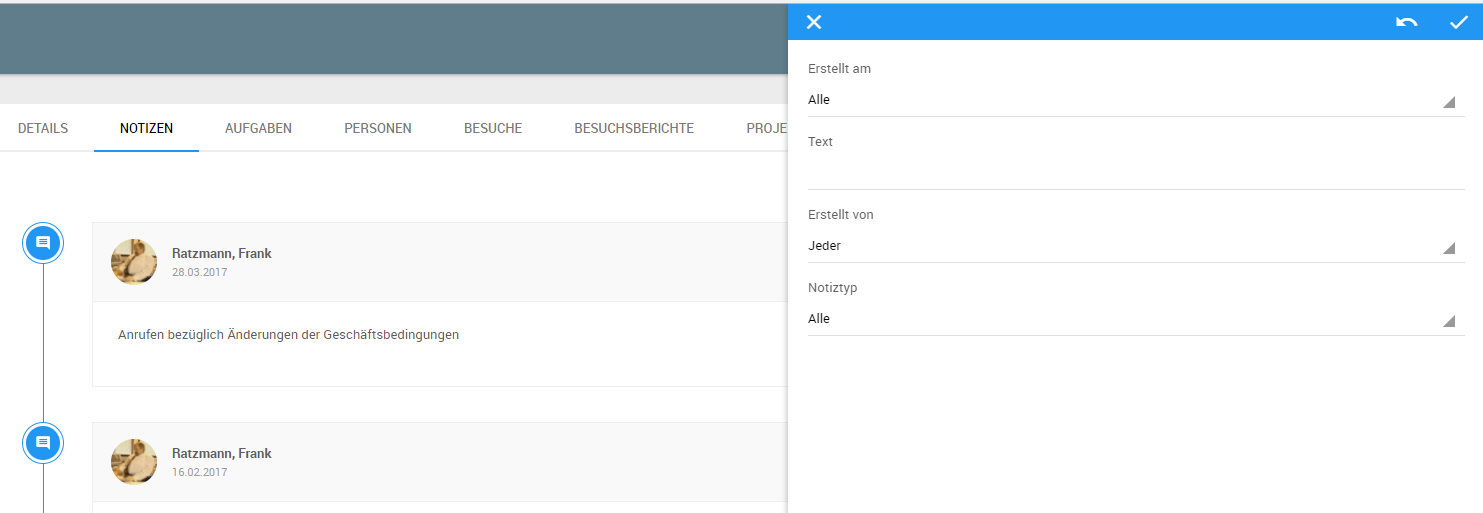 DETAILS NOTIZEN AUFGABEN PERSONEN BESUCHE BESUCHSBERICHTE PROJE
Ratzmann, Frank
28.03.2017
Anrufen bezüglich Änderungen der Geschäftsbedingungen
Ratzmann, Frank
16.02.2017
Erstellt am
Alle
Text
Erstellt von
Jeder
Notiztyp
Alle